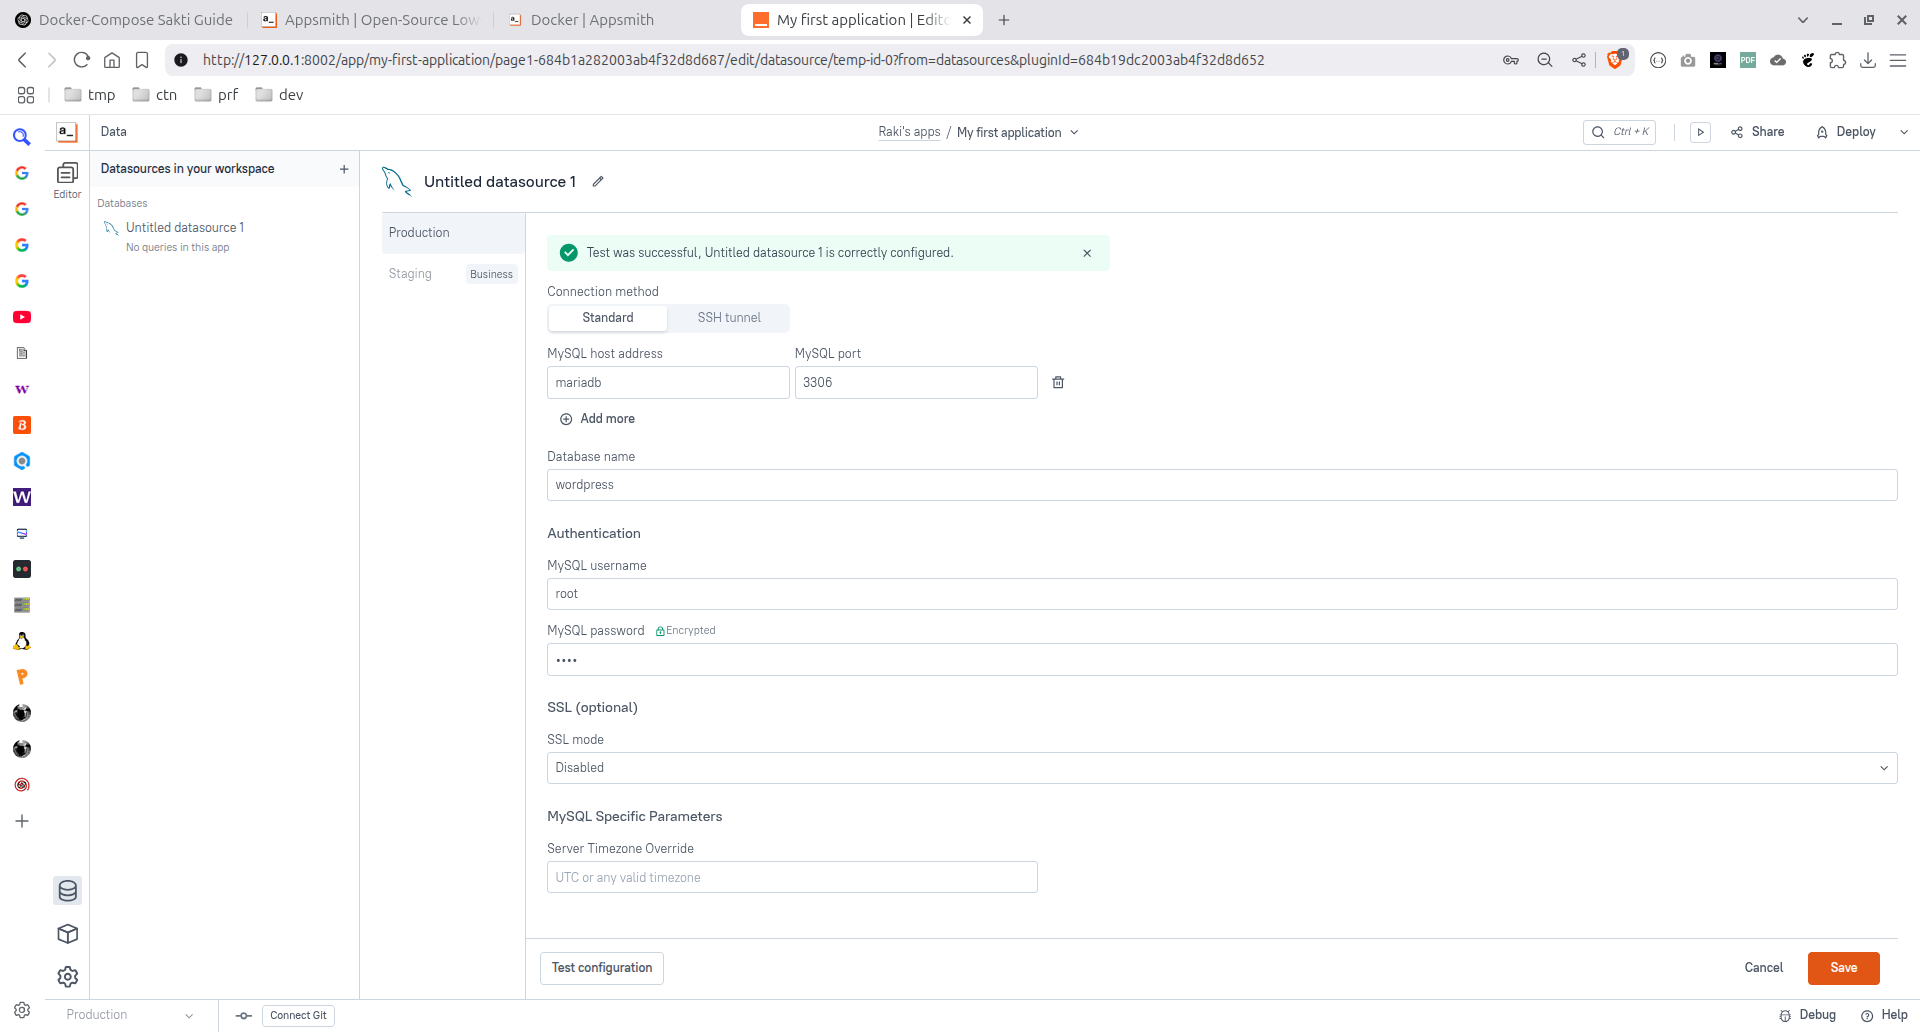 Docker-Compose Sakti Guide
Appsmith | Open-Source Low
Docker | Appsmith
My first application | Edito
http://127.0.0.1:8002/app/my-first-application/page1-684b1a282003ab4f32d8d687/edit/datasource/temp-id-0?from=datasources&pluginId=684b19dc2003ab4f32d8d652
1
PDF
tmp
ctn
prf
dev
a_
Data
Raki's apps / My first application
Ctrl + K
Share
Deploy
Editor
Datasources in your workspace
Databases
Untitled datasource 1
No queries in this app
Untitled datasource 1
Production
Staging
Business
Test was successful, Untitled datasource 1 is correctly configured.
Connection method
Standard
SSH tunnel
MySQL host address
MySQL port
mariadb
3306
Add more
Database name
wordpress
Authentication
MySQL username
root
MySQL password
Encrypted
••••
SSL (optional)
SSL mode
Disabled
MySQL Specific Parameters
Server Timezone Override
UTC or any valid timezone
Test configuration
Cancel
Save
Production
Connect Git
Debug
Help